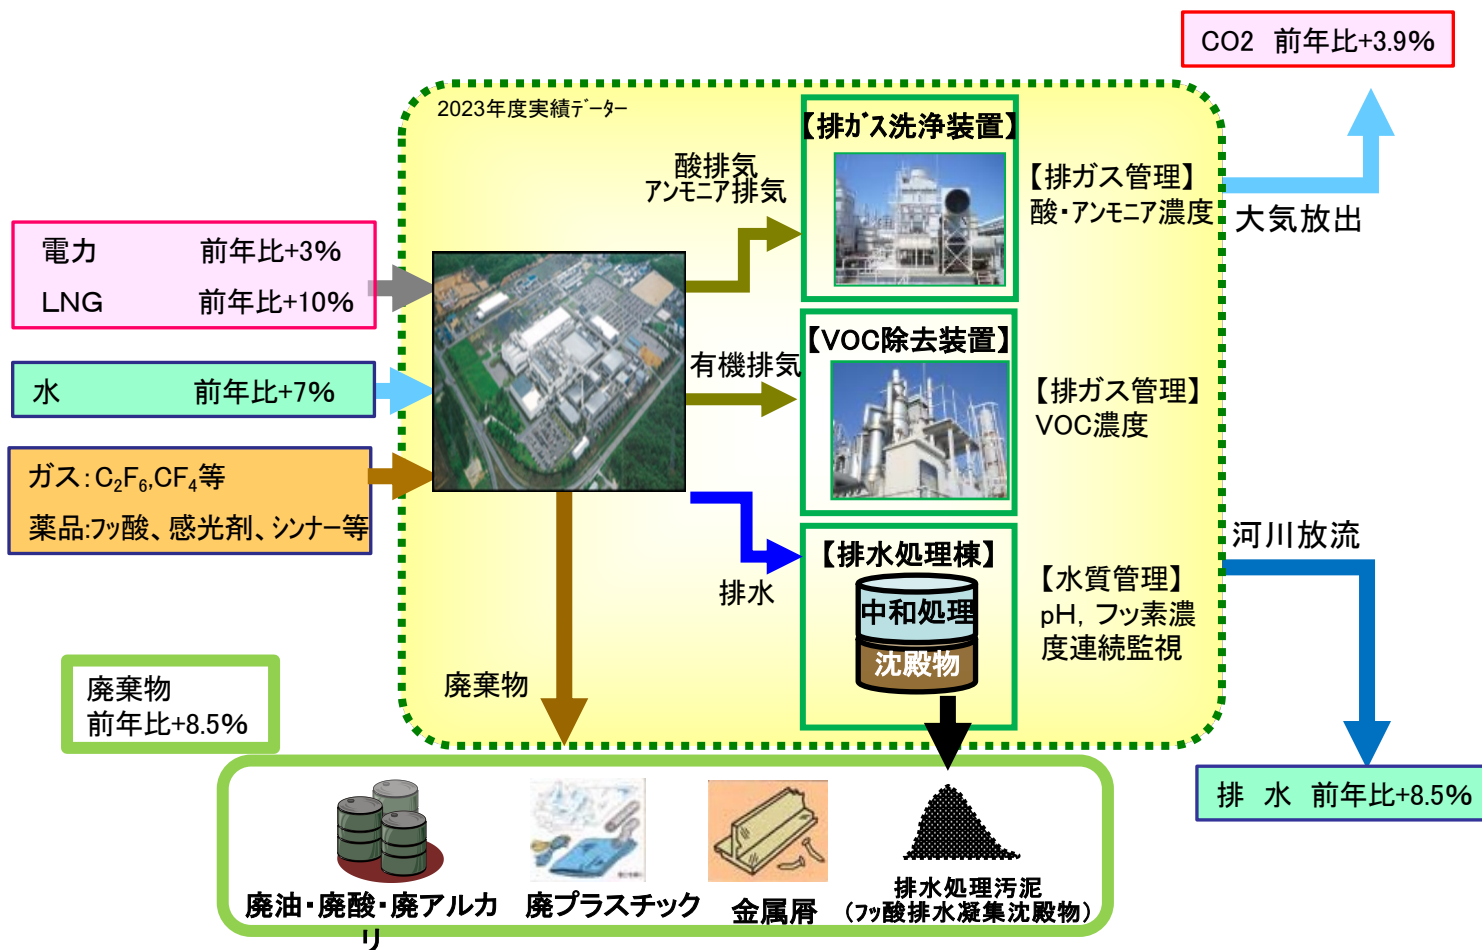 CO2 前年比+3.9%
2023年度実績ﾃﾞｰﾀｰ
【排ｶﾞｽ洗浄装置】
酸排気
アンモニア排気
【排ガス管理】
酸・アンモニア濃度
大気放出
電力 前年比+3%
LNG 前年比+10%
【VOC除去装置】
有機排気
水 前年比+7%
【排ガス管理】
VOC濃度
ガス：C₂F₆,CF₄等
薬品:フッ酸、感光剤、シンナー等
河川放流
【排水処理棟】
排水
中和処理
沈殿物
【水質管理】
pH, フッ素濃
度連続監視
廃棄物
廃棄物
前年比+8.5%
排 水 前年比+8.5%
廃油・廃酸・廃アルカ
リ
廃プラスチック
金属屑
排水処理汚泥
（フッ酸排水凝集沈殿物）